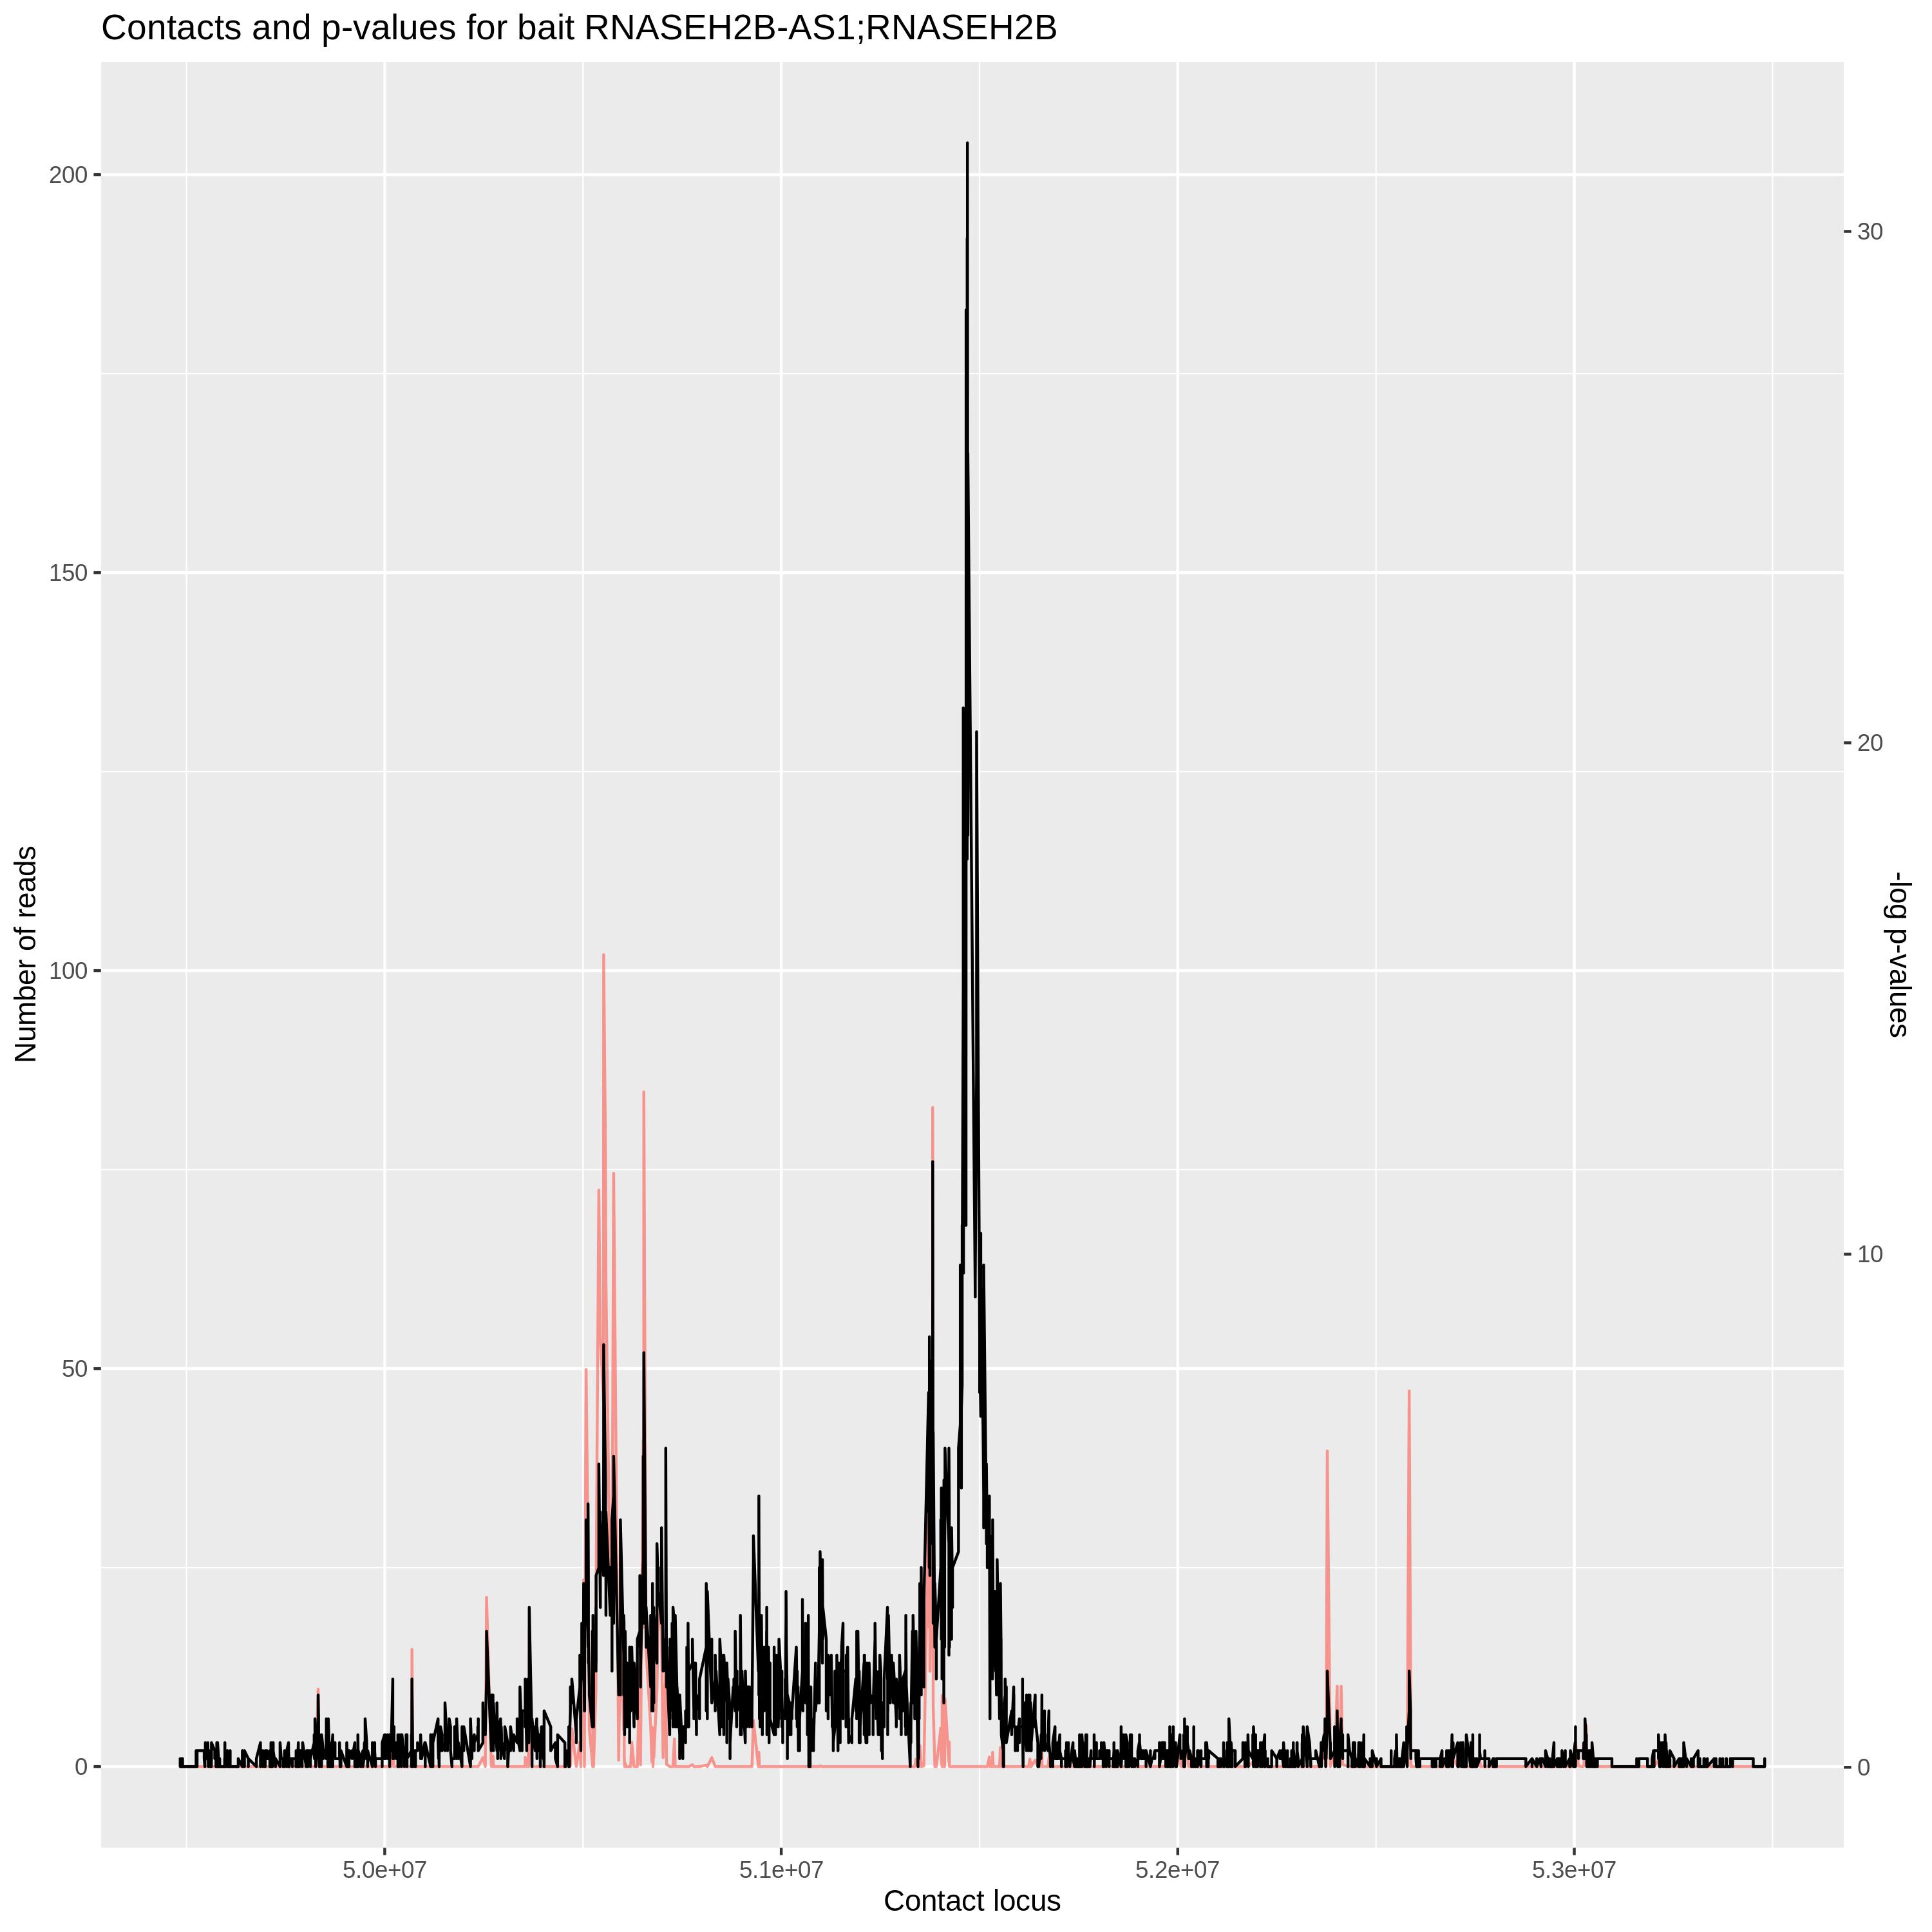 Contacts and p-values for bait RNASEH2B-AS1;RNASEH2B
200
150
100
50
0
30
20
10
0
Number of reads
-log p-values
5.0e+07 5.1e+07 5.2e+07 5.3e+07
Contact locus